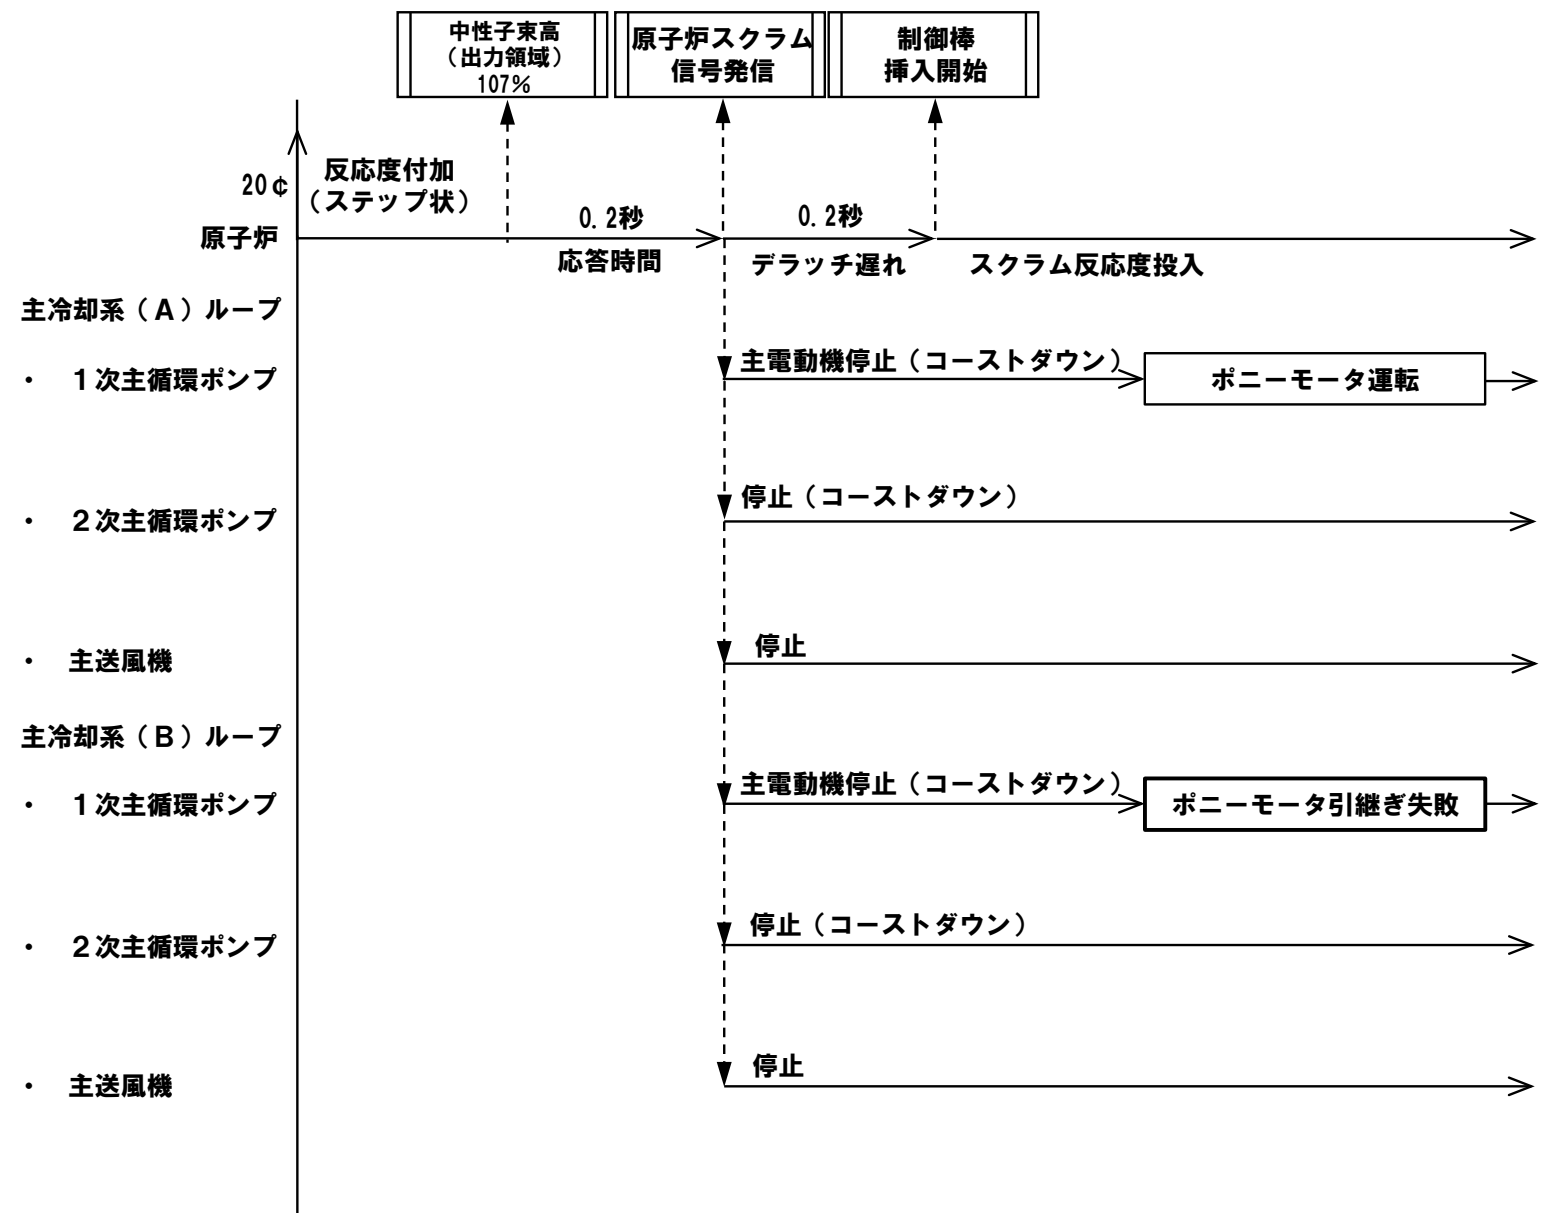 中性子束高
（出力領域）
107％
原子炉スクラム
信号発信
制御棒
挿入開始
20¢
反応度付加
（ステップ状）
原子炉
0.2秒
応答時間
0.2秒
デラッチ遅れ
スクラム反応度投入
主冷却系（Ａ）ループ
・　１次主循環ポンプ
主電動機停止（コーストダウン）
ポニーモータ運転
・　２次主循環ポンプ
停止（コーストダウン）
・　主送風機
停止
主冷却系（Ｂ）ループ
・　１次主循環ポンプ
主電動機停止（コーストダウン）
ポニーモータ引継ぎ失敗
・　２次主循環ポンプ
停止（コーストダウン）
・　主送風機
停止